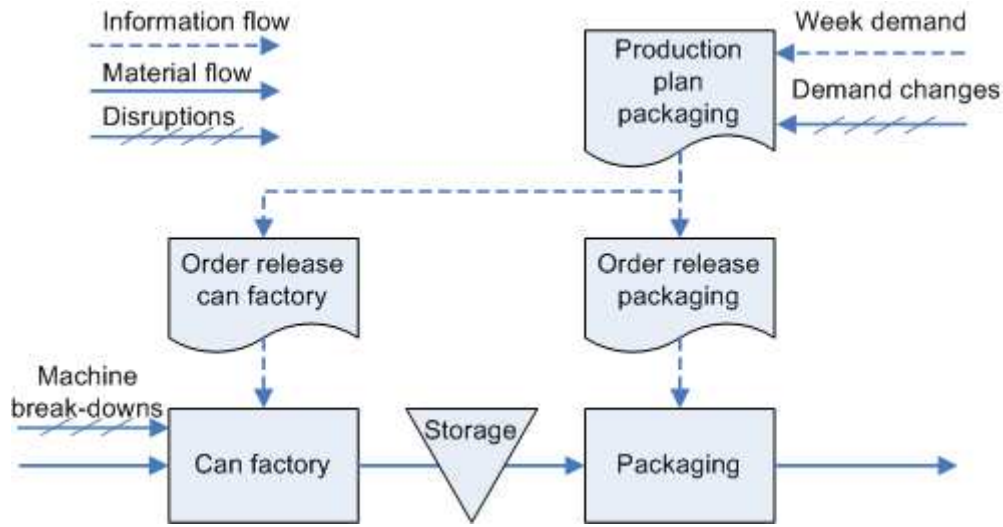 Information flow
Material flow
Disruptions
Production
plan
packaging
Week demand
Demand changes
Order release
can factory
Order release
packaging
Machine
break-downs
Can factory
Storage
Packaging